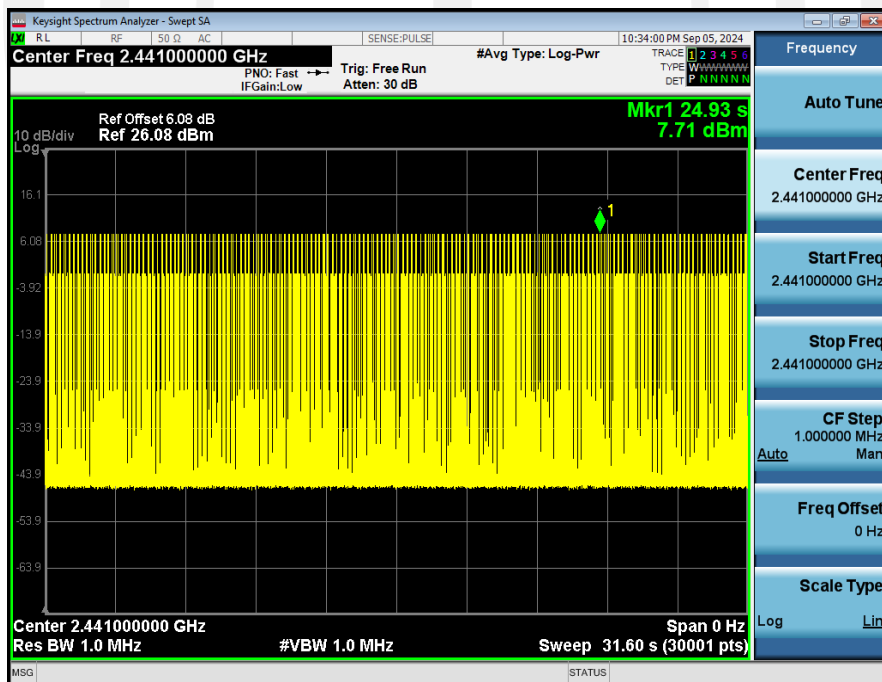 Keysight Spectrum Analyzer - Swept SA
LXI RL RF 50 Ω AC SENSE:PULSE 10:34:00 PM Sep 05, 2024
Center Freq 2.441000000 GHz
PNO: Fast
IFGain:Low
Trig: Free Run
Atten: 30 dB
#Avg Type: Log-Pwr
TRACE 1 2 3 4 5 6
TYPE WWWWWW
DET P N N N N N
Mkr1 24.93 s
7.71 dBm
Ref Offset 6.08 dB
10 dB/div Ref 26.08 dBm
Log
16.1
6.08
-3.92
-13.9
-23.9
-33.9
-43.9
-53.9
-63.9
1
Center 2.441000000 GHz Span 0 Hz
Res BW 1.0 MHz #VBW 1.0 MHz Sweep 31.60 s (30001 pts)
MSG STATUS
Frequency
Auto Tune
Center Freq
2.441000000 GHz
Start Freq
2.441000000 GHz
Stop Freq
2.441000000 GHz
CF Step
1.000000 MHz
Auto Man
Freq Offset
0 Hz
Scale Type
Log Lin